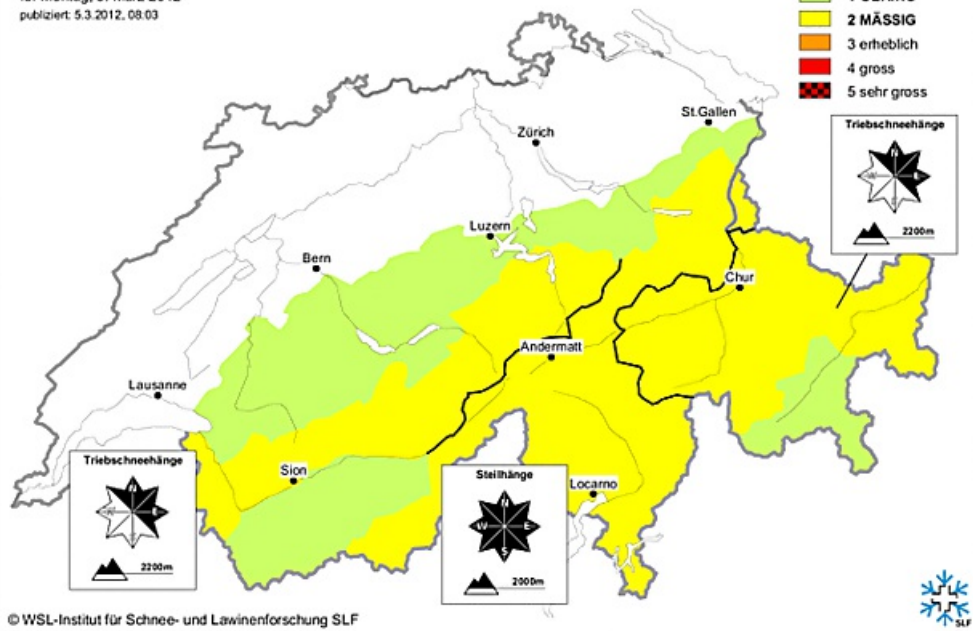 publiziert: 5.3.2012, 08:03
2 MÄSSIG
3 erheblich
4 gross
5 sehr gross
St.Gallen
Zürich
Triebschneehänge
N
W E
S
2200m
Luzern
Bern
Chur
Andermatt
Lausanne
Triebschneehänge
N
W E
S
2200m
Sion
Steilhänge
N
W E
S
2000m
Locarno
© WSL-Institut für Schnee- und Lawinenforschung SLF
SLF